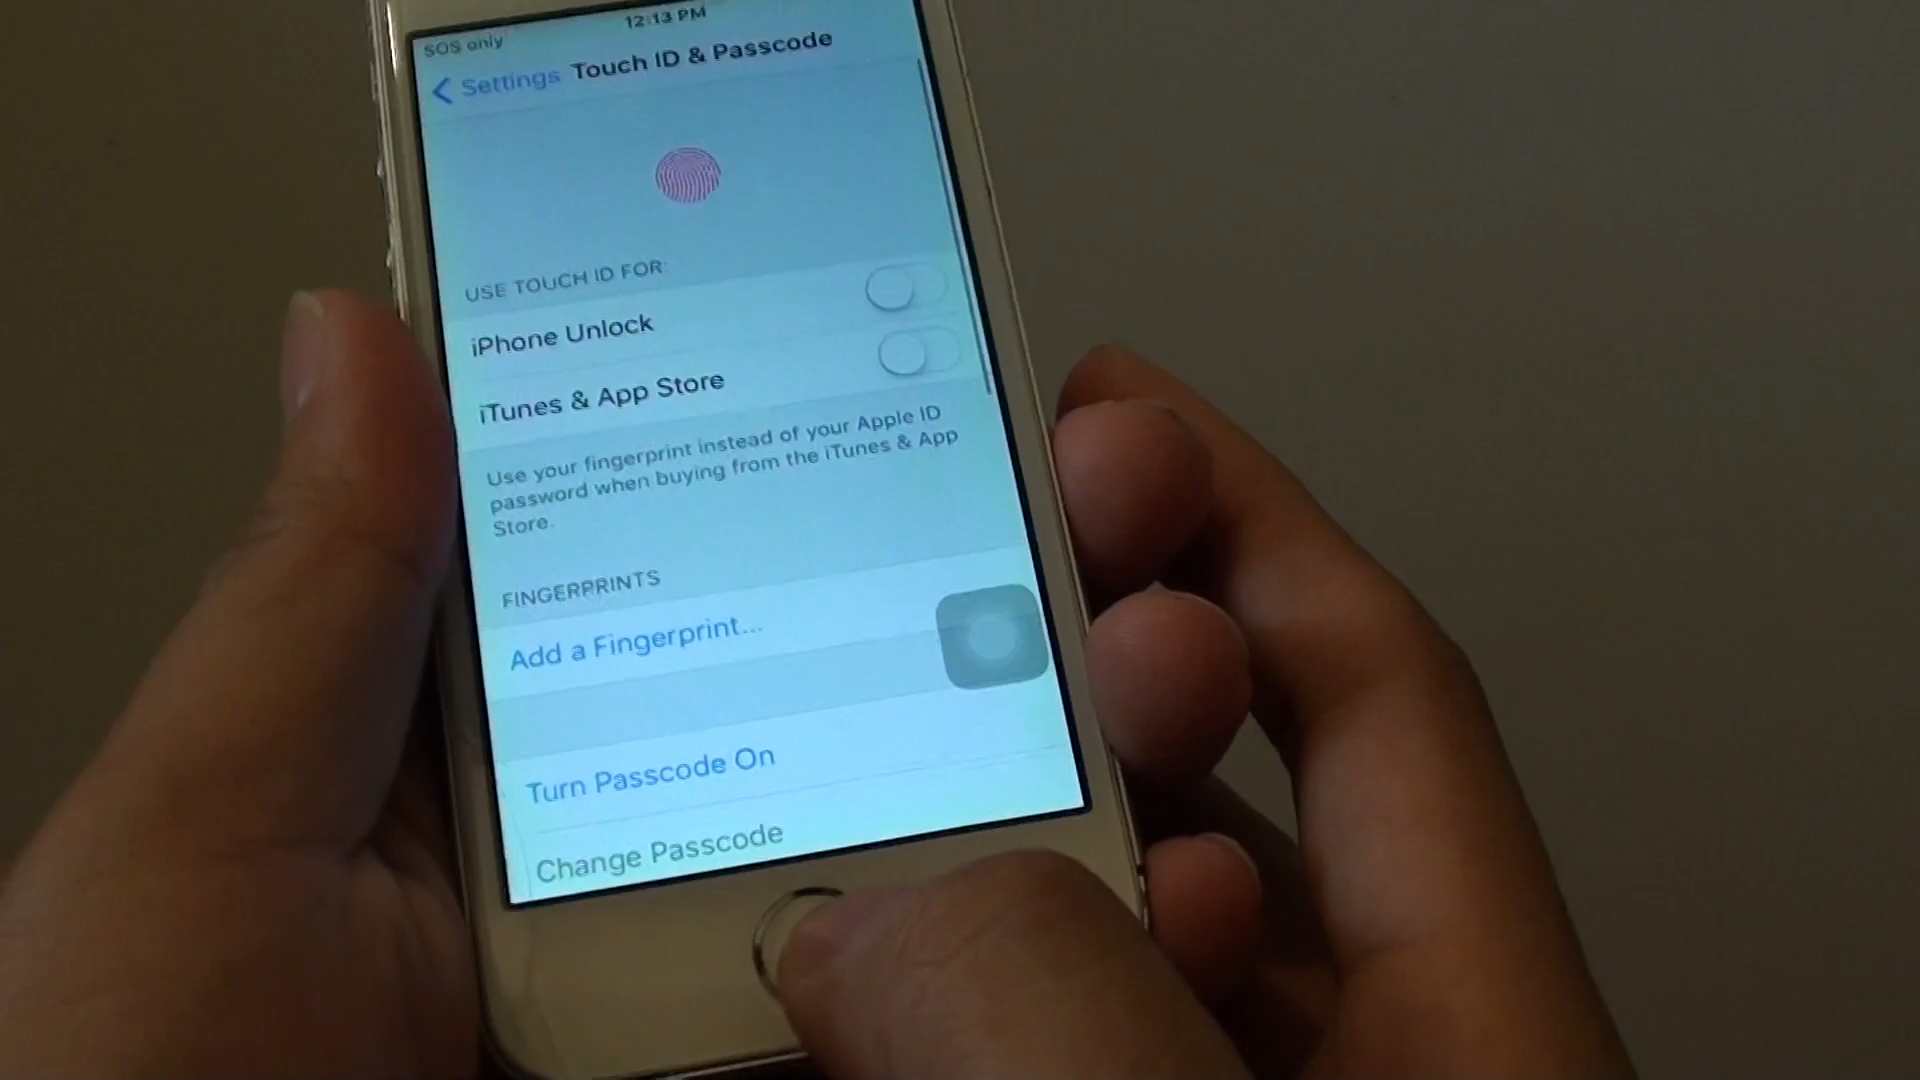 SOS only 12:13 PM
Settings Touch ID & Passcode
USE TOUCH ID FOR:
iPhone Unlock
iTunes & App Store
Use your fingerprint instead of your Apple ID
password when buying from the iTunes & App
Store.
FINGERPRINTS
Add a Fingerprint...
Turn Passcode On
Change Passcode